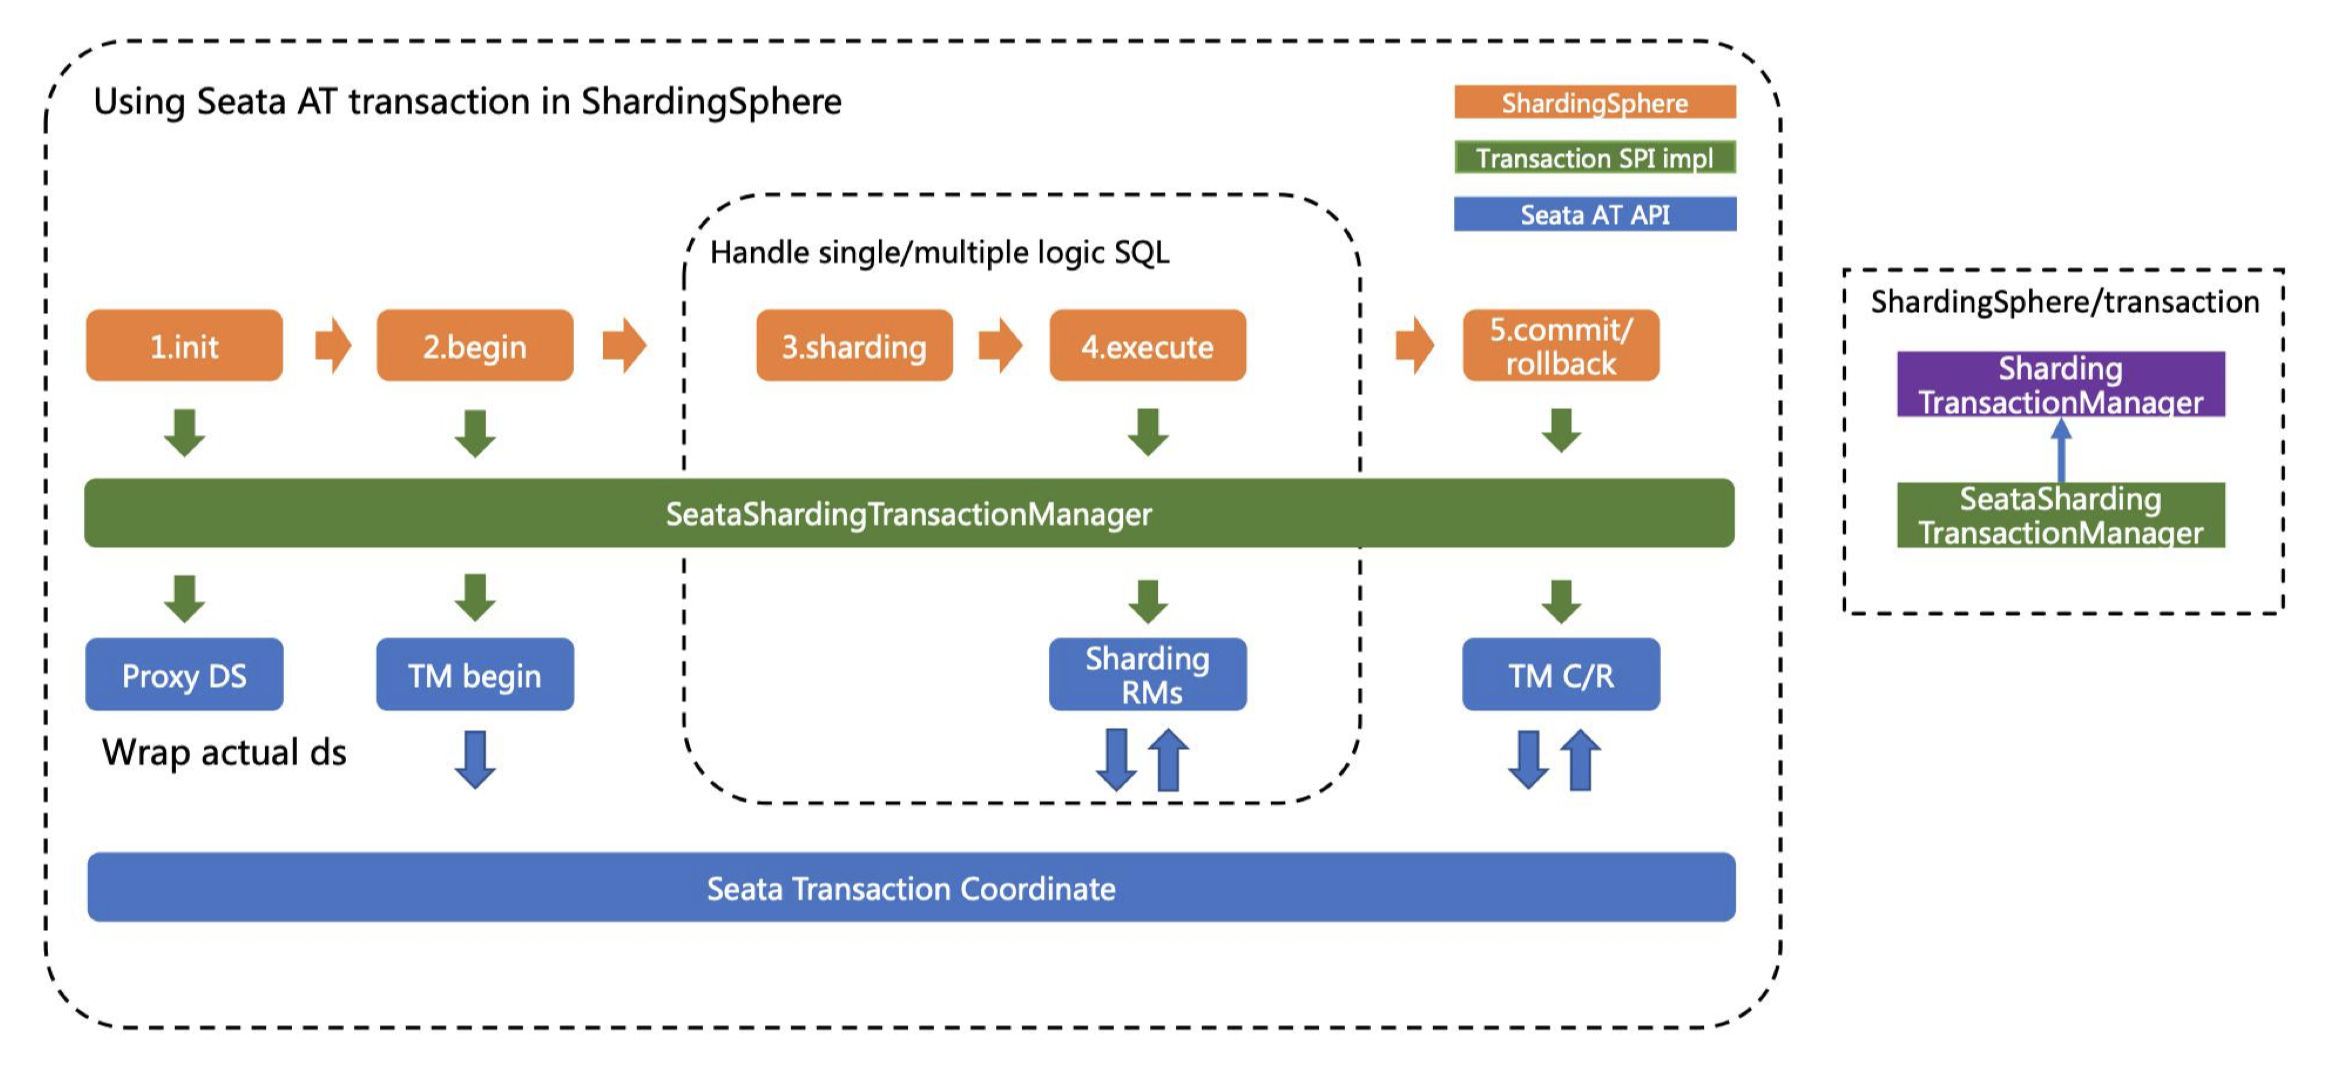 Using Seata AT transaction in ShardingSphere
ShardingSphere
Transaction SPI impl
Seata AT API
Handle single/multiple logic SQL
1.init
2.begin
3.sharding
4.execute
5.commit/
rollback
SeataShardingTransactionManager
Proxy DS
TM begin
Sharding
RMs
TM C/R
Wrap actual ds
Seata Transaction Coordinate
ShardingSphere/transaction
Sharding
TransactionManager
SeataSharding
TransactionManager